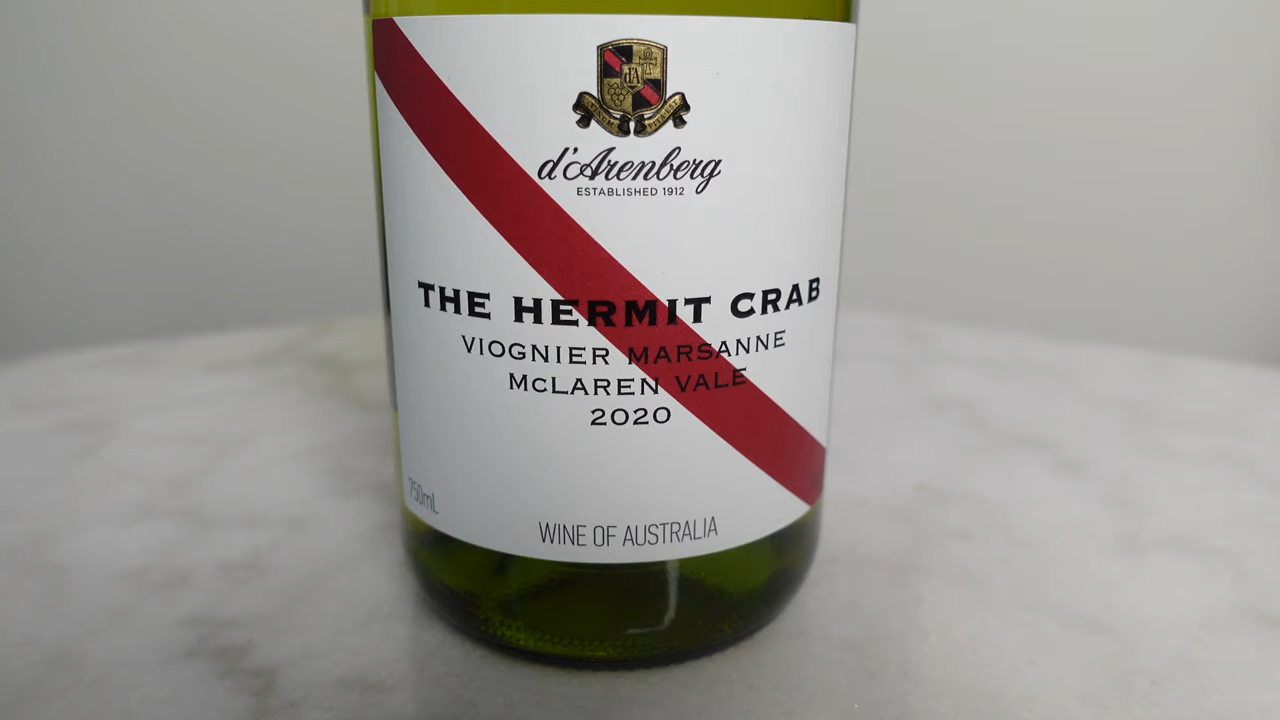 d'A
d'Arenberg
ESTABLISHED 1912
THE HERMIT CRAB
VIOGNIER MARSANNE
McLAREN VALE
2020
750mL
WINE OF AUSTRALIA